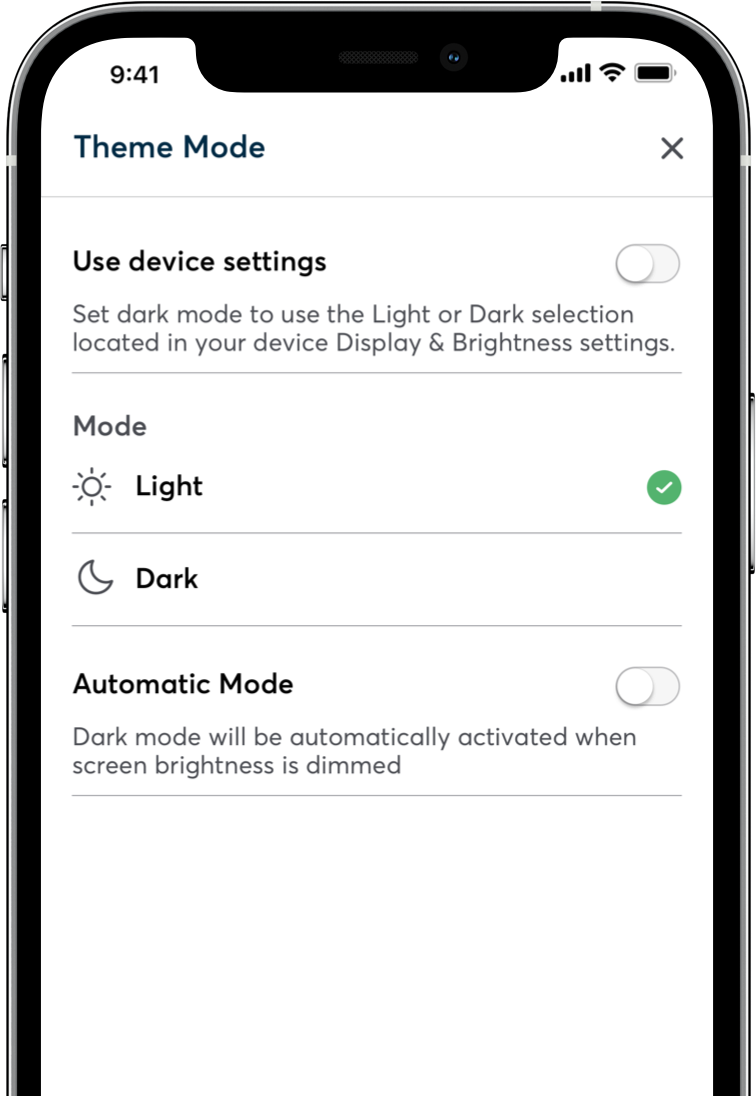 9:41
Theme Mode
Use device settings
Set dark mode to use the Light or Dark selection
located in your device Display & Brightness settings.
Mode
Light
Dark
Automatic Mode
Dark mode will be automatically activated when
screen brightness is dimmed